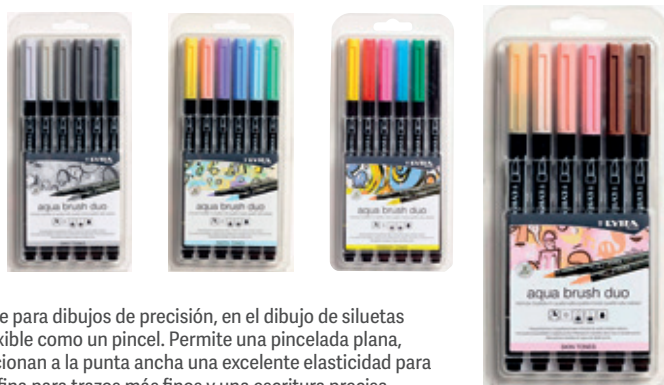 LYRA
aqua brush duo
LYRA
aqua brush duo
LYRA
aqua brush duo
LYRA
aqua brush duo
SKIN TONES
e para dibujos de precisión, en el dibujo de siluetas
xible como un pincel. Permite una pincelada plana,
cionan a la punta ancha una excelente elasticidad para
fina para trazos más finos y una escritura precisa